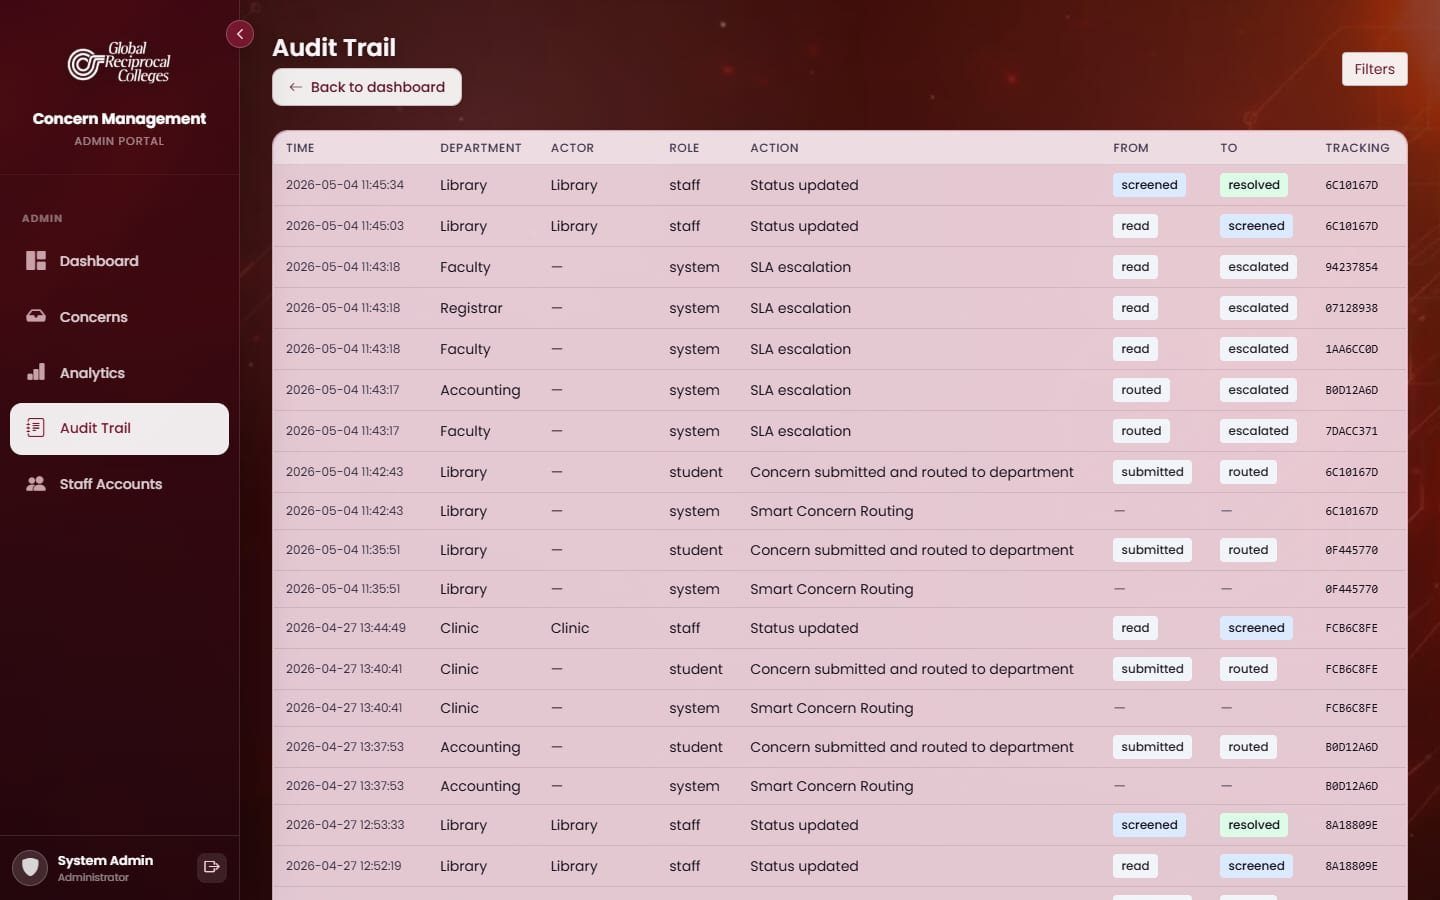 Global
Reciprocal
Colleges
Concern Management
ADMIN PORTAL
ADMIN
Dashboard
Concerns
Analytics
Audit Trail
Staff Accounts
System Admin
Administrator
Audit Trail
← Back to dashboard
Filters
TIME DEPARTMENT ACTOR ROLE ACTION FROM TO TRACKING
2026-05-04 11:45:34 Library Library staff Status updated screened resolved 6C10167D
2026-05-04 11:45:03 Library Library staff Status updated read screened 6C10167D
2026-05-04 11:43:18 Faculty — system SLA escalation read escalated 94237854
2026-05-04 11:43:18 Registrar — system SLA escalation read escalated 07128938
2026-05-04 11:43:18 Faculty — system SLA escalation read escalated 1AA6CC0D
2026-05-04 11:43:17 Accounting — system SLA escalation routed escalated B0D12A6D
2026-05-04 11:43:17 Faculty — system SLA escalation routed escalated 7DACC371
2026-05-04 11:42:43 Library — student Concern submitted and routed to department submitted routed 6C10167D
2026-05-04 11:42:43 Library — system Smart Concern Routing — — 6C10167D
2026-05-04 11:35:51 Library — student Concern submitted and routed to department submitted routed 0F445770
2026-05-04 11:35:51 Library — system Smart Concern Routing — — 0F445770
2026-04-27 13:44:49 Clinic Clinic staff Status updated read screened FCB6C8FE
2026-04-27 13:40:41 Clinic — student Concern submitted and routed to department submitted routed FCB6C8FE
2026-04-27 13:40:41 Clinic — system Smart Concern Routing — — FCB6C8FE
2026-04-27 13:37:53 Accounting — student Concern submitted and routed to department submitted routed B0D12A6D
2026-04-27 13:37:53 Accounting — system Smart Concern Routing — — B0D12A6D
2026-04-27 12:53:33 Library Library staff Status updated screened resolved 8A18809E
2026-04-27 12:52:19 Library Library staff Status updated read screened 8A18809E